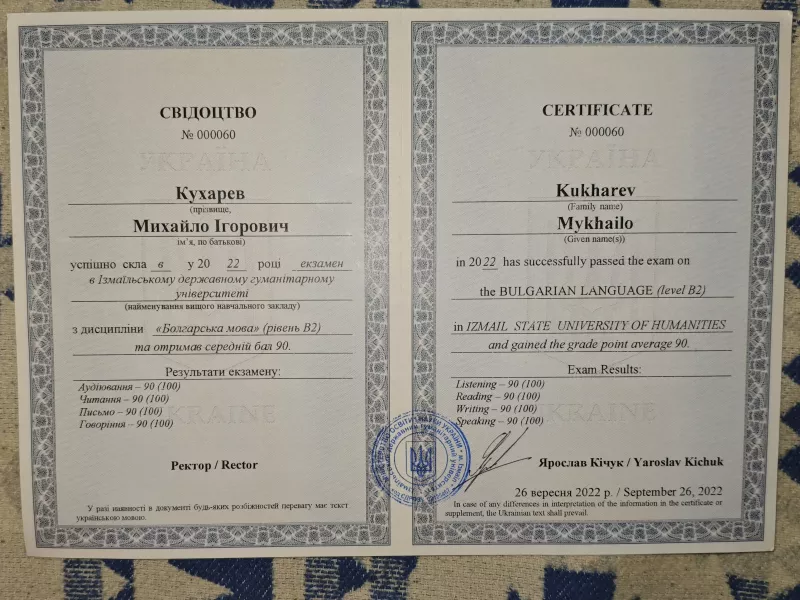 СВІДОЦТВО
№ 000060
УКРАЇНА
Кухарев
(прізвище,
Михайло Ігорович
ім'я, по батькові)
успішно скла в у 20 22 році екзамен
в Ізмаїльському державному гуманітарному
університеті
(найменування вищого навчального закладу)
з дисципліни «Болгарська мова» (рівень В2)
та отримав середній бал 90.
Результати екзамену:
Аудіювання – 90 (100)
Читання – 90 (100)
Письмо – 90 (100)
Говоріння – 90 (100)
UKRAINE
Ректор / Rector
У разі наявності в документі будь-яких розбіжностей перевагу має текст
українською мовою.
CERTIFICATE
№ 000060
УКРАЇНА
Kukharev
(Family name)
Mykhailo
(Given name(s))
in 2022 has successfully passed the exam on
the BULGARIAN LANGUAGE (level B2)
in IZMAIL STATE UNIVERSITY OF HUMANITIES
and gained the grade point average 90.
Exam Results:
Listening – 90 (100)
Reading – 90 (100)
Writing – 90 (100)
Speaking – 90 (100)
UKRAINE
Ярослав Кічук / Yaroslav Kichuk
26 вересня 2022 р. / September 26, 2022
In case of any differences in interpretation of the information in the certificate or
supplement, the Ukrainian text shall prevail.